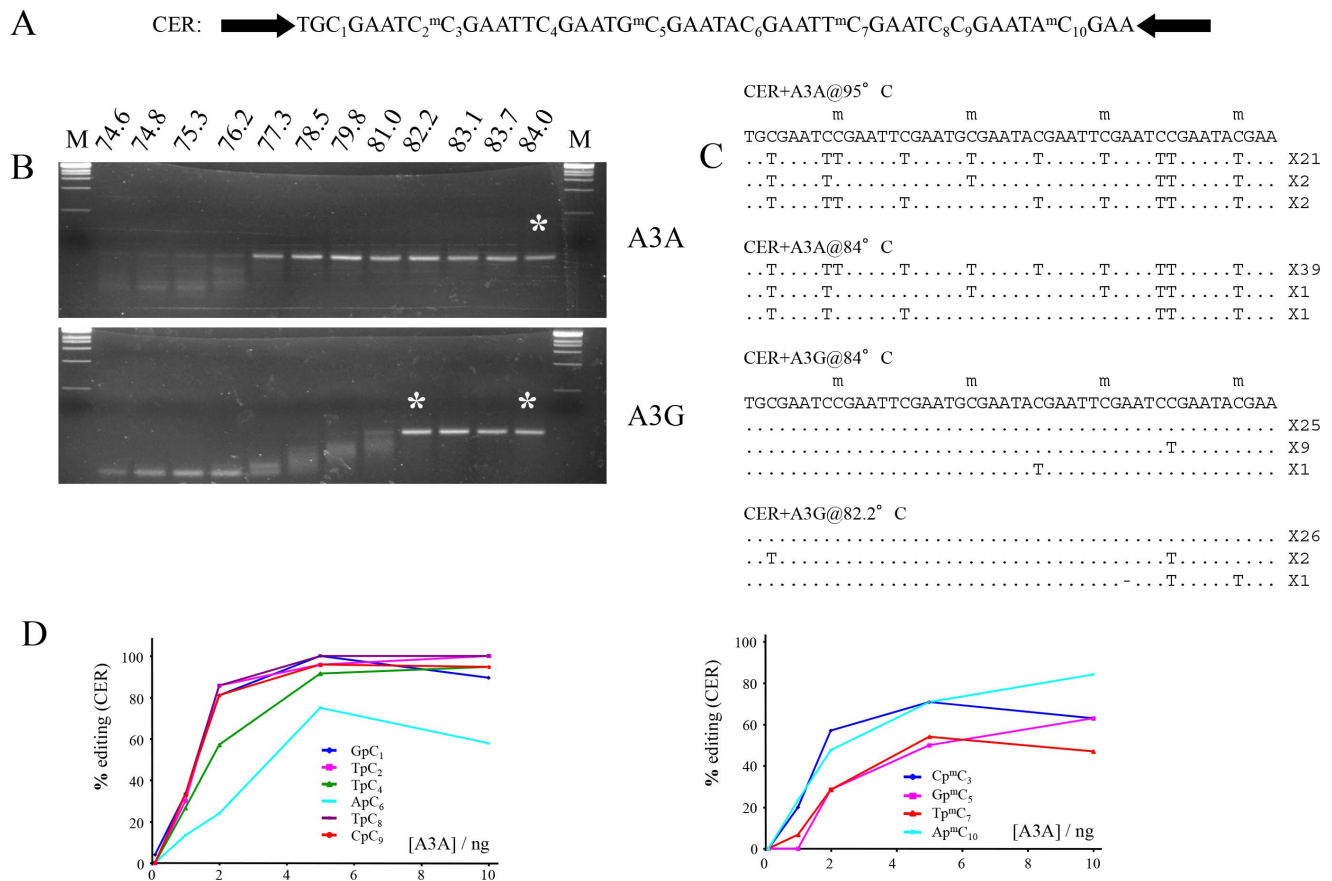 A
CER: TGC₁GAATC₂ᵐC₃GAATTC₄GAATGᵐC₅GAATAC₆GAATTᵐC₇GAATC₈C₉GAATAᵐC₁₀GAA
B
M 74.6 74.8 75.3 76.2 77.3 78.5 79.8 81.0 82.2 83.1 83.7 84.0 M
*
A3A
* *
A3G
C
CER+A3A@95° C
m m m m
TGCGAATCCGAATTCGAATGCGAATACGAATTCGAATCCGAATACGAA
..T....TT.....T.....T.....T.....T....TT.....T... X21
..T....T............T................TT.....T... X2
..T....TT.....T...........T.....T....TT.....T... X2
CER+A3A@84° C
..T....TT.....T.....T.....T.....T....TT.....T... X39
..T....T............T...........T....TT.....T... X1
..T....T......T......................TT.....T... X1
CER+A3G@84° C
m m m m
TGCGAATCCGAATTCGAATGCGAATACGAATTCGAATCCGAATACGAA
................................................ X25
......................................T......... X9
..........................T..................... X1
CER+A3G@82.2° C
................................................ X26
..T...................................T......... X2
..................................-...T.....T... X1
D
% editing (CER)
100
80
60
40
20
0
0 2 4 6 8 10
GpC₁
TpC₂
TpC₄
ApC₆
TpC₈
CpC₉
[A3A] / ng
% editing (CER)
100
80
60
40
20
0
0 2 4 6 8 10
CpᵐC₃
GpᵐC₅
TpᵐC₇
ApᵐC₁₀
[A3A] / ng